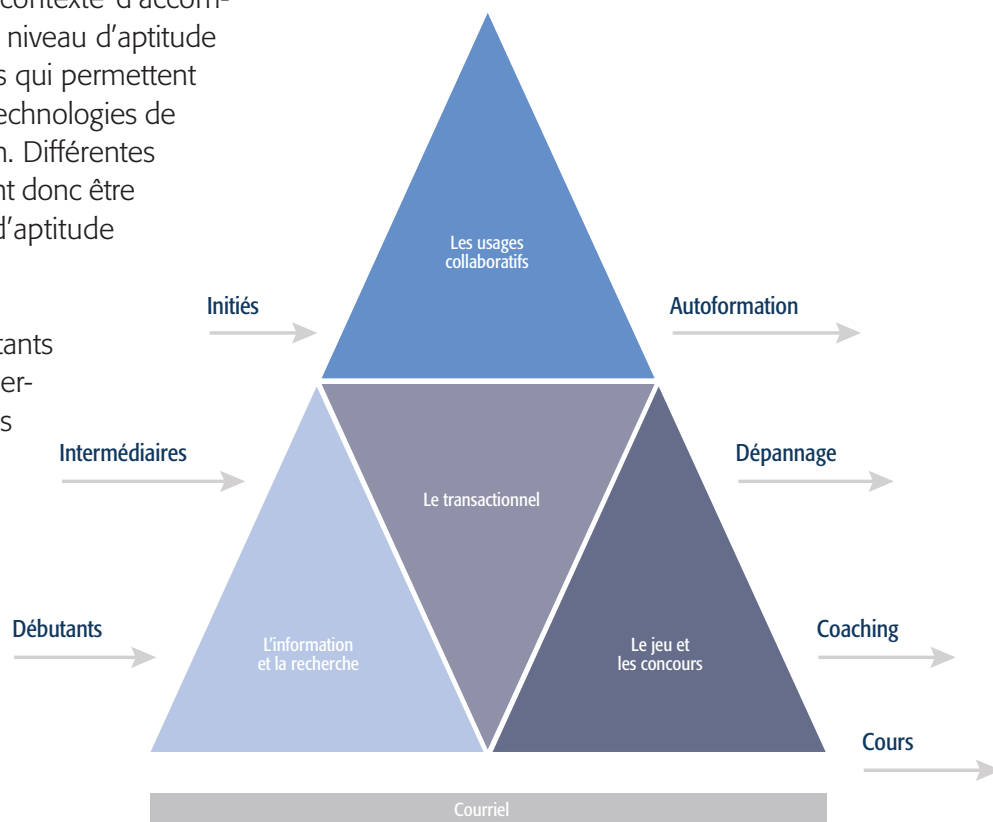 contexte d'accom-
niveau d'aptitude
s qui permettent
echnologies de
n. Différentes
nt donc être
d'aptitude
tants
er-
s
Les usages
collaboratifs
Initiés
Autoformation
Intermédiaires
Dépannage
Le transactionnel
Débutants
Coaching
L'information
et la recherche
Le jeu et
les concours
Cours
Courriel